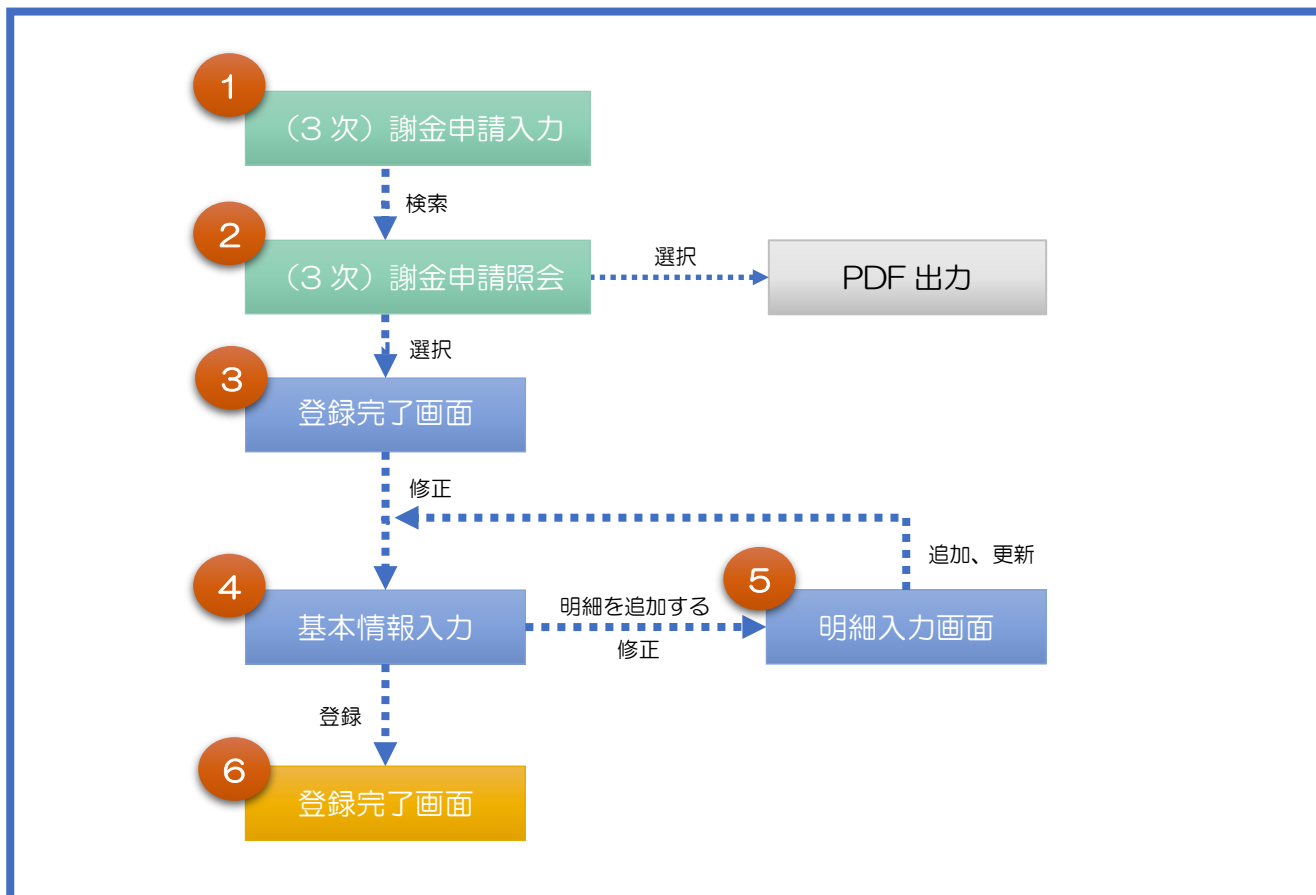 1
（3 次）謝金申請入力
検索
2
（3 次）謝金申請照会
選択
PDF 出力
選択
3
登録完了画面
修正
追加、更新
4
基本情報入力
明細を追加する
修正
5
明細入力画面
登録
6
登録完了画面